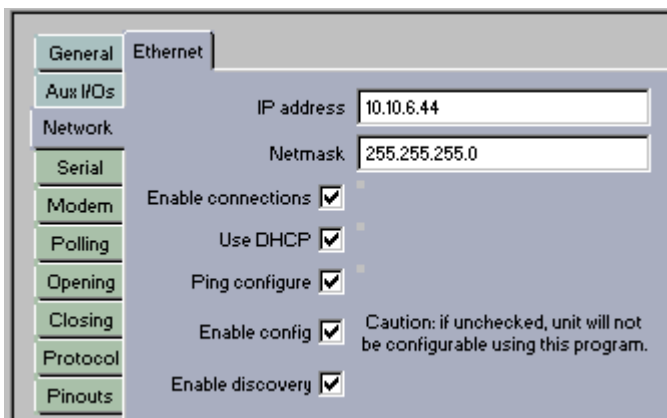 General
Aux I/Os
Network
Serial
Modem
Polling
Opening
Closing
Protocol
Pinouts
Ethernet
IP address 10.10.6.44
Netmask 255.255.255.0
Enable connections
Use DHCP
Ping configure
Enable config Caution: if unchecked, unit will not
be configurable using this program.
Enable discovery